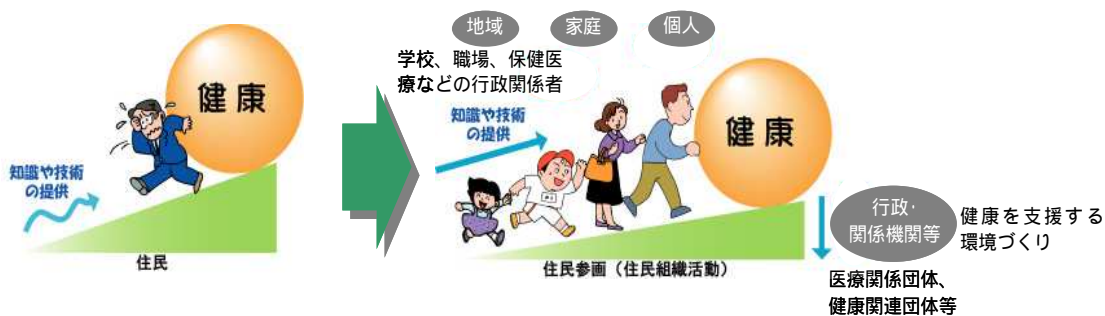 健康
知識や技術
の提供
住民
地域
家庭
個人
学校、職場、保健医
療などの行政関係者
知識や技術
の提供
健康
住民参画（住民組織活動）
行政・
関係機関等
健康を支援する
環境づくり
医療関係団体、
健康関連団体等